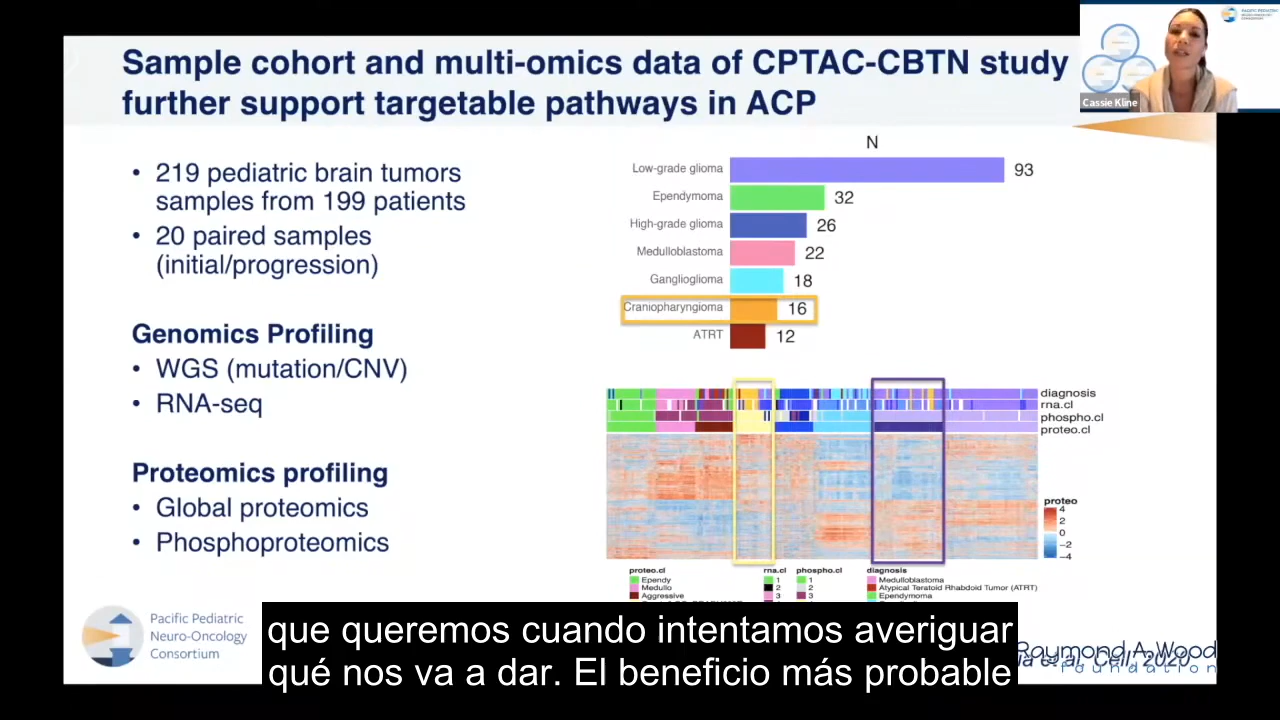 Sample cohort and multi-omics data of CPTAC-CBTN study
further support targetable pathways in ACP
Cassie Kline
• 219 pediatric brain tumors
samples from 199 patients
• 20 paired samples
(initial/progression)
Genomics Profiling
• WGS (mutation/CNV)
• RNA-seq
Proteomics profiling
• Global proteomics
• Phosphoproteomics
N
Low-grade glioma 93
Ependymoma 32
High-grade glioma 26
Medulloblastoma 22
Ganglioglioma 18
Craniopharyngioma 16
ATRT 12
diagnosis
rna.cl
phospho.cl
proteo.cl
proteo
4
2
0
−2
−4
proteo.cl
Ependy
Medullo
Aggressive
rna.cl
1
2
3
phospho.cl
1
2
3
diagnosis
Medulloblastoma
Atypical Teratoid Rhabdoid Tumor (ATRT)
Ependymoma
Pacific Pediatric
Neuro-Oncology
Consortium
et al, Cell, 2020
Raymond A. Wood
foundation
que queremos cuando intentamos averiguar
qué nos va a dar. El beneficio más probable